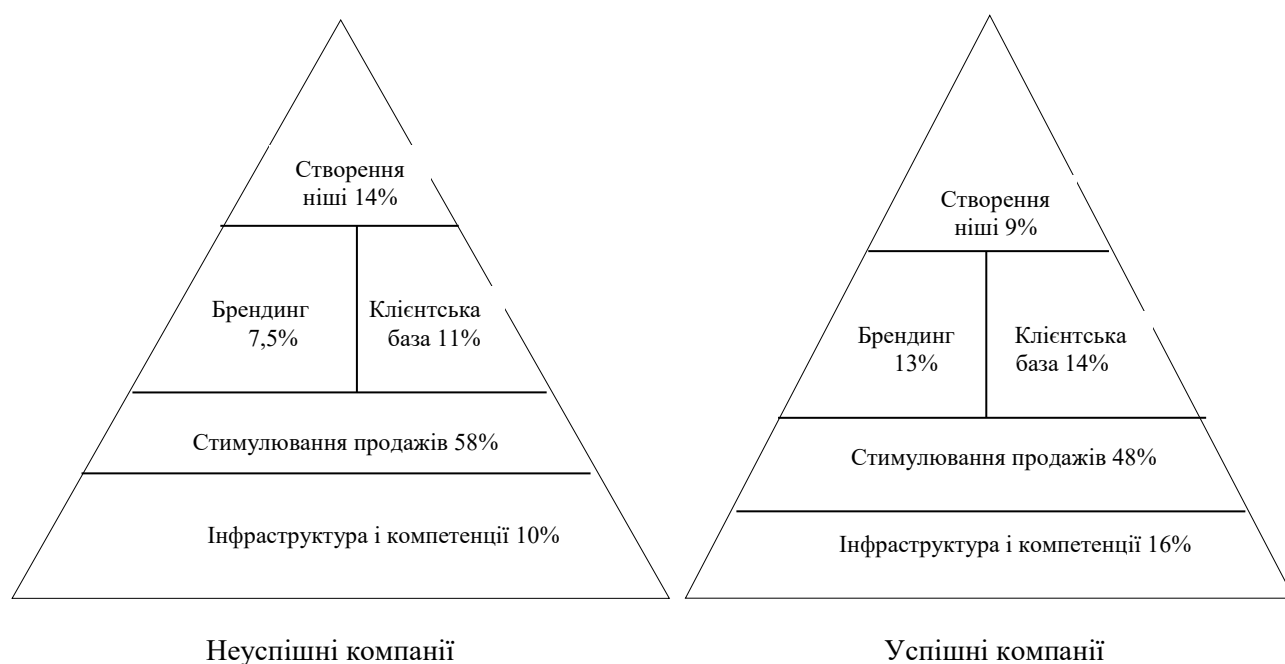 Створення
ніші 14%
Брендинг
7,5%
Клієнтська
база 11%
Стимулювання продажів 58%
Інфраструктура і компетенції 10%
Неуспішні компанії
Створення
ніші 9%
Брендинг
13%
Клієнтська
база 14%
Стимулювання продажів 48%
Інфраструктура і компетенції 16%
Успішні компанії